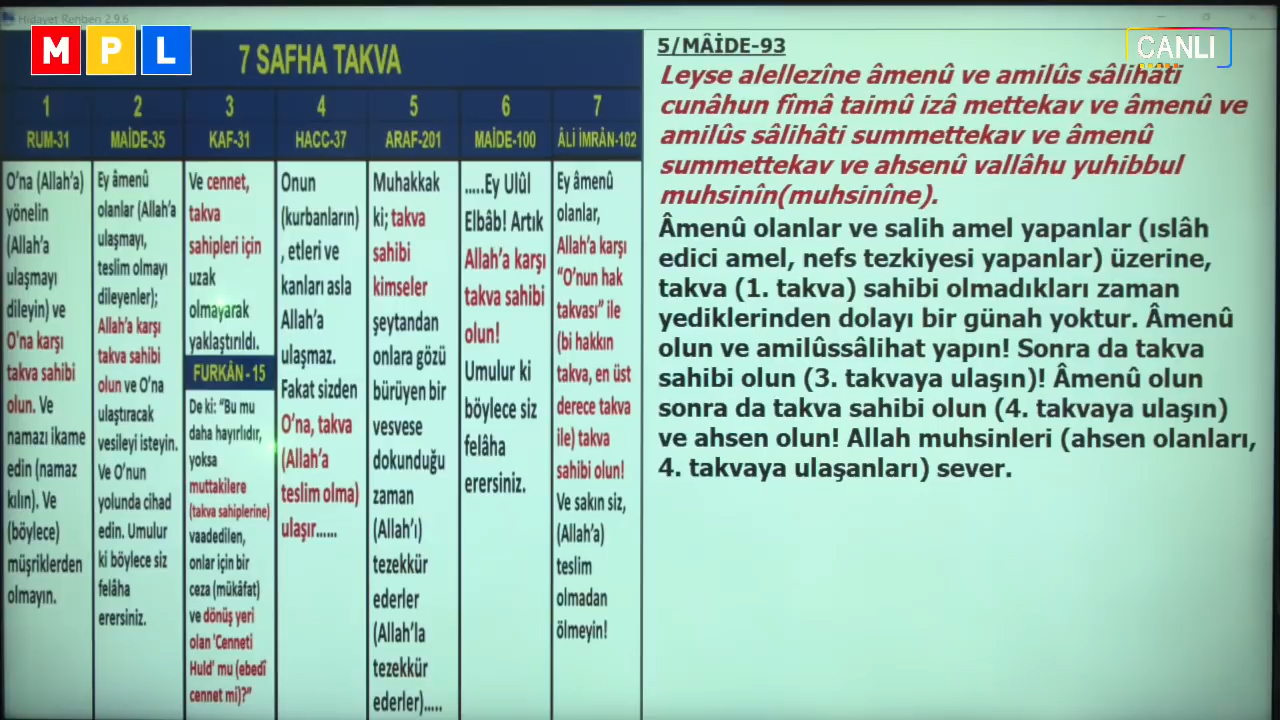 Hidayet Rehberi 2.9.6
M P L
CANLI
7 SAFHA TAKVA
1
RUM-31
O'na (Allah'a)
yönelin
(Allah'a
ulaşmayı
dileyin) ve
O'na karşı
takva sahibi
olun. Ve
namazı ikame
edin (namaz
kılın). Ve
(böylece)
müşriklerden
olmayın.
2
MAİDE-35
Ey âmenû
olanlar (Allah'a
ulaşmayı,
teslim olmayı
dileyenler);
Allah'a karşı
takva sahibi
olun ve O'na
ulaştıracak
vesileyi isteyin.
Ve O'nun
yolunda cihad
edin. Umulur
ki böylece siz
felâha
erersiniz.
3
KAF-31
Ve cennet,
takva
sahipleri için
uzak
olmayarak
yaklaştırıldı.
FURKÂN - 15
De ki: "Bu mu
daha hayırlıdır,
yoksa
muttakilere
(takva sahiplerine)
vaadedilen,
onlar için bir
ceza (mükâfat)
ve dönüş yeri
olan 'Cenneti
Huld' mu (ebedî
cennet mi)?"
4
HACC-37
Onun
(kurbanların)
, etleri ve
kanları asla
Allah'a
ulaşmaz.
Fakat sizden
O'na, takva
(Allah'a
teslim olma)
ulaşır......
5
ARAF-201
Muhakkak
ki; takva
sahibi
kimseler
şeytandan
onlara gözü
bürüyen bir
vesvese
dokunduğu
zaman
(Allah'ı)
tezekkür
ederler
(Allah'la
tezekkür
ederler).....
6
MAİDE-100
.....Ey Ulûl
Elbâb! Artık
Allah'a karşı
takva sahibi
olun!
Umulur ki
böylece siz
felâha
erersiniz.
7
ÂLİ İMRÂN-102
Ey âmenû
olanlar,
Allah'a karşı
"O'nun hak
takvası" ile
(bi hakkın
takva, en üst
derece takva
ile) takva
sahibi olun!
Ve sakın siz,
(Allah'a)
teslim
olmadan
ölmeyin!
5/MÂİDE-93
Leyse alellezîne âmenû ve amilûs sâlihâti
cunâhun fîmâ taimû izâ mettekav ve âmenû ve
amilûs sâlihâti summettekav ve âmenû
summettekav ve ahsenû vallâhu yuhibbul
muhsinîn(muhsinîne).
Âmenû olanlar ve salih amel yapanlar (ıslâh
edici amel, nefs tezkiyesi yapanlar) üzerine,
takva (1. takva) sahibi olmadıkları zaman
yediklerinden dolayı bir günah yoktur. Âmenû
olun ve amilûssâlihat yapın! Sonra da takva
sahibi olun (3. takvaya ulaşın)! Âmenû olun
sonra da takva sahibi olun (4. takvaya ulaşın)
ve ahsen olun! Allah muhsinleri (ahsen olanları,
4. takvaya ulaşanları) sever.